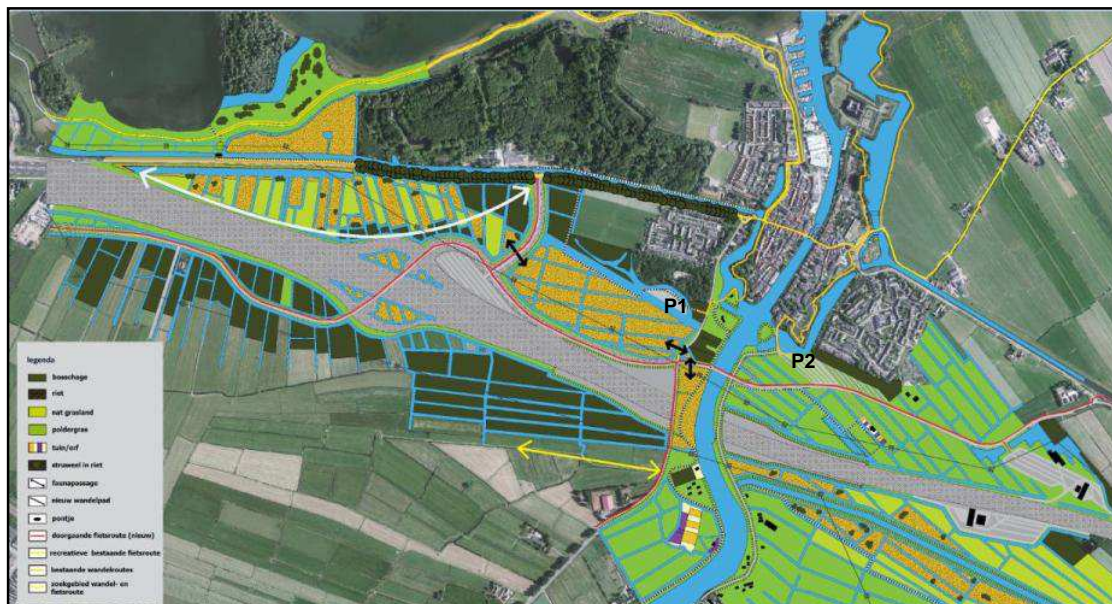 P1
P2
legenda
bosschage
riet
nat grasland
poldergras
tuin/erf
struweel in riet
faunapassage
nieuw wandelpad
pontje
doorgaande fietsroute (nieuw)
recreatieve bestaande fietsroute
bestaande wandelroutes
zoekgebied wandel- en
fietsroute